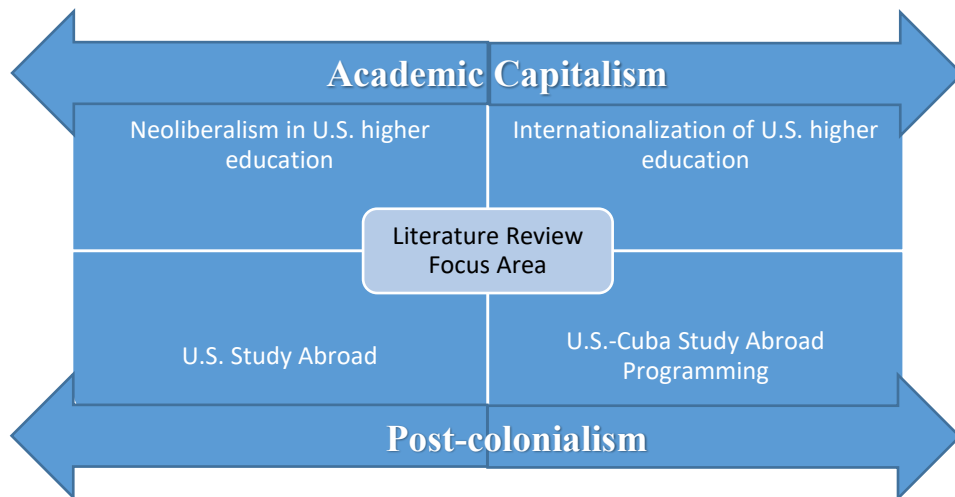 Academic Capitalism
Neoliberalism in U.S. higher
education
Internationalization of U.S. higher
education
Literature Review
Focus Area
U.S. Study Abroad
U.S.-Cuba Study Abroad
Programming
Post-colonialism